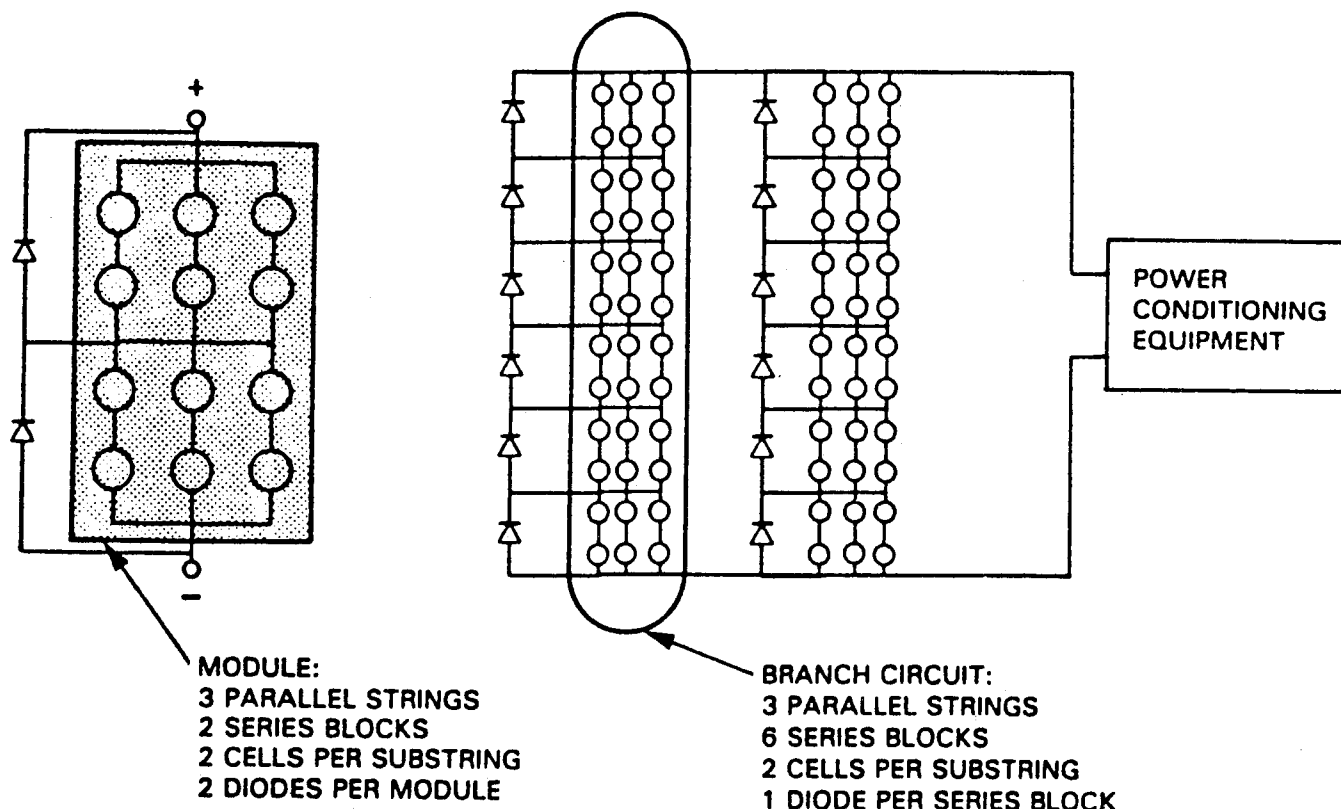 +
−
POWER
CONDITIONING
EQUIPMENT
MODULE:
3 PARALLEL STRINGS
2 SERIES BLOCKS
2 CELLS PER SUBSTRING
2 DIODES PER MODULE
BRANCH CIRCUIT:
3 PARALLEL STRINGS
6 SERIES BLOCKS
2 CELLS PER SUBSTRING
1 DIODE PER SERIES BLOCK